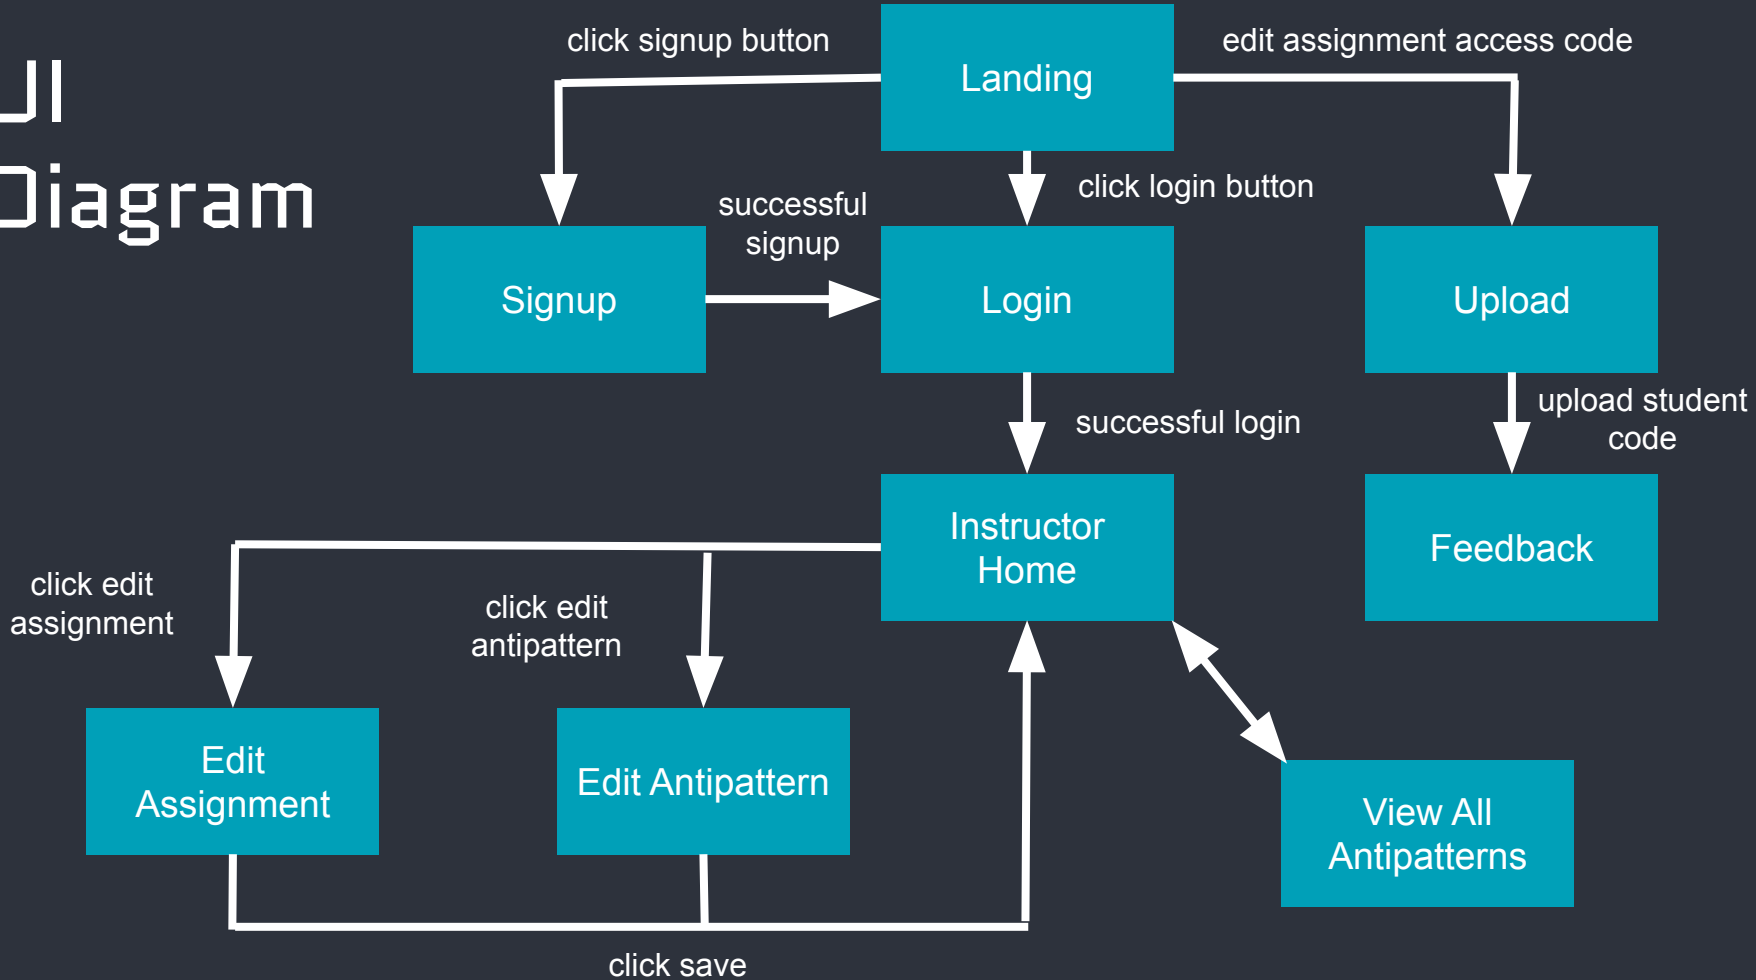 UI
Diagram
click signup button
Landing
edit assignment access code
click login button
successful
signup
Signup
Login
Upload
successful login
upload student
code
Instructor
Home
Feedback
click edit
assignment
click edit
antipattern
Edit
Assignment
Edit Antipattern
View All
Antipatterns
click save